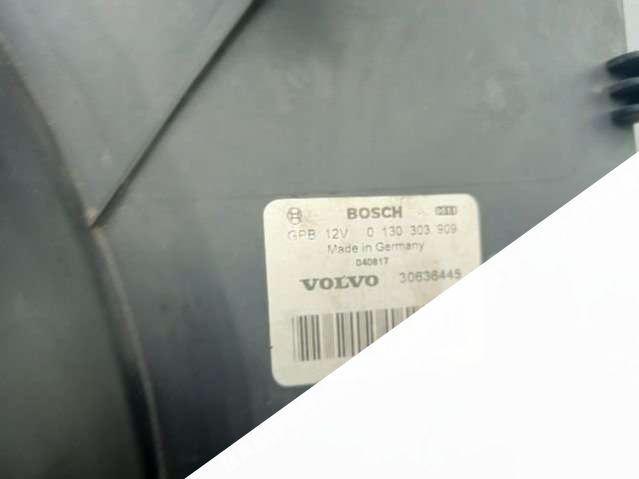 BOSCH
GPB 12V 0 130 303 909
Made in Germany
040817
VOLVO 30636445